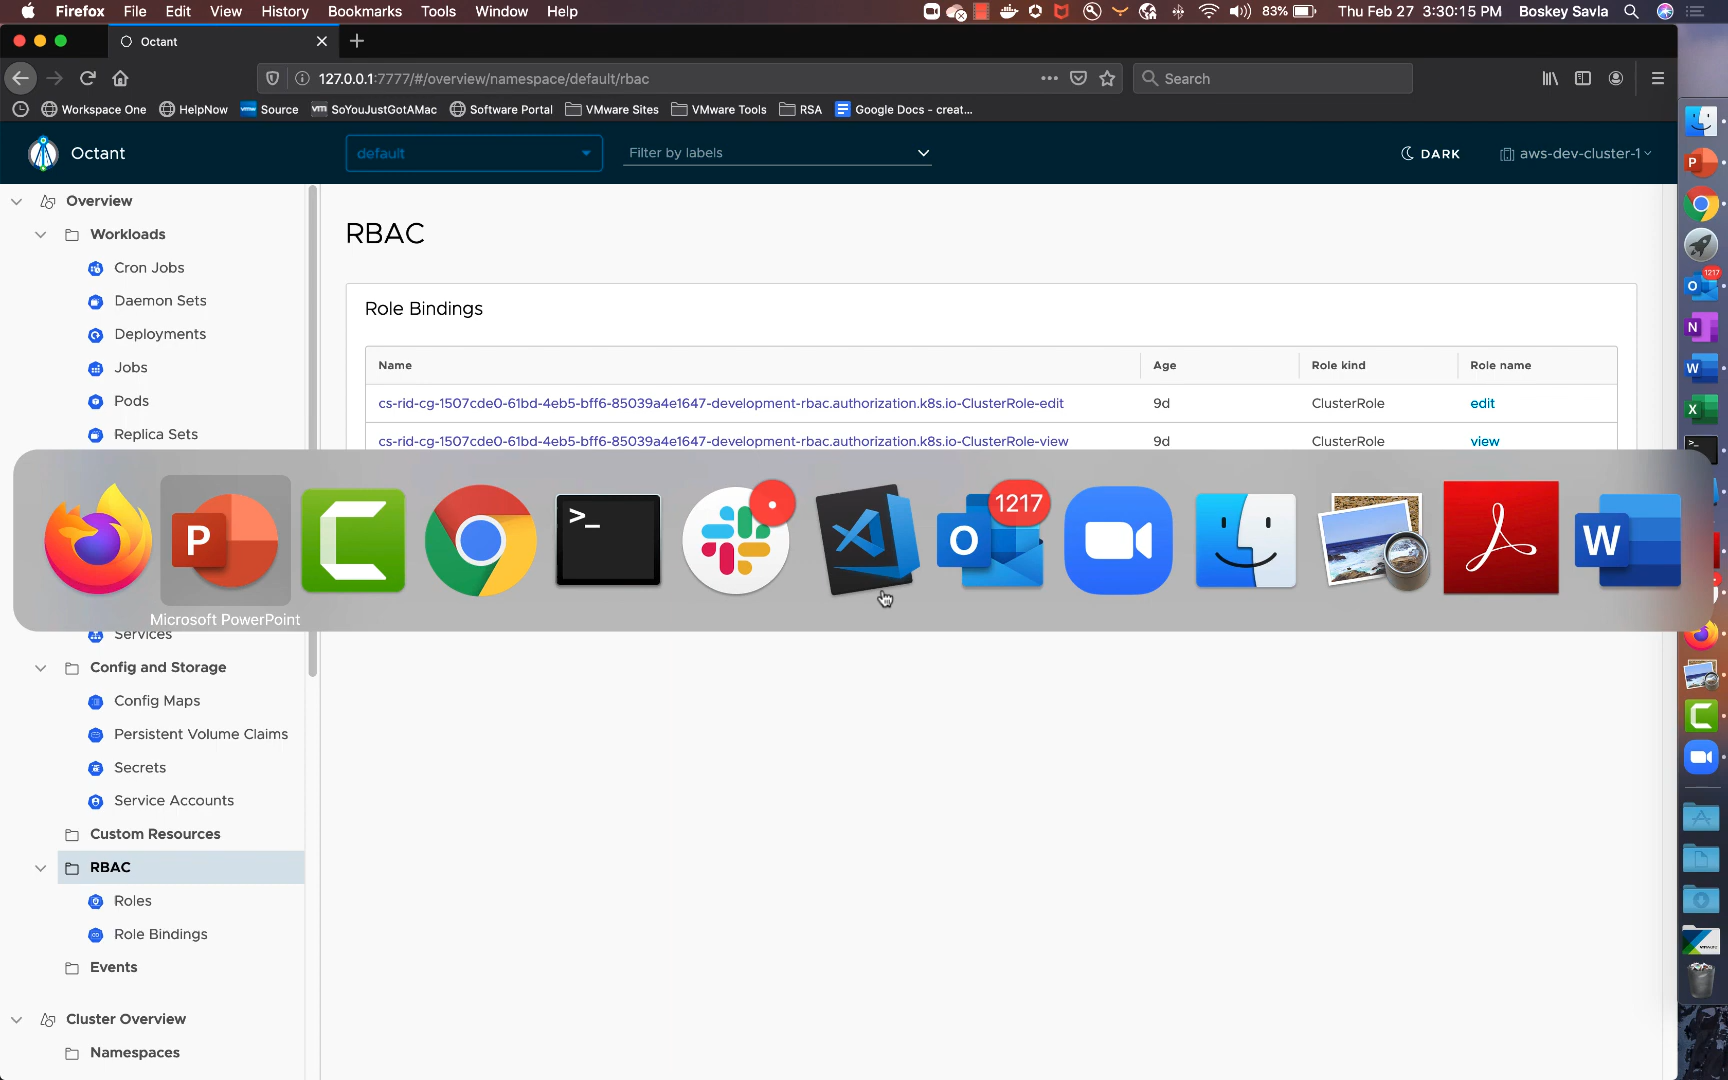 Firefox File Edit View History Bookmarks Tools Window Help 83% Thu Feb 27 3:30:15 PM Boskey Savla
Octant
127.0.0.1:7777/#/overview/namespace/default/rbac
Search
Workspace One HelpNow Source SoYouJustGotAMac Software Portal VMware Sites VMware Tools RSA Google Docs - creat...
Octant
default
Filter by labels
DARK
aws-dev-cluster-1
Overview
Workloads
Cron Jobs
Daemon Sets
Deployments
Jobs
Pods
Replica Sets
RBAC
Role Bindings
Name Age Role kind Role name
cs-rid-cg-1507cde0-61bd-4eb5-bff6-85039a4e1647-development-rbac.authorization.k8s.io-ClusterRole-edit 9d ClusterRole edit
cs-rid-cg-1507cde0-61bd-4eb5-bff6-85039a4e1647-development-rbac.authorization.k8s.io-ClusterRole-view 9d ClusterRole view
1217
Microsoft PowerPoint
Services
Config and Storage
Config Maps
Persistent Volume Claims
Secrets
Service Accounts
Custom Resources
RBAC
Roles
Role Bindings
Events
Cluster Overview
Namespaces
1217